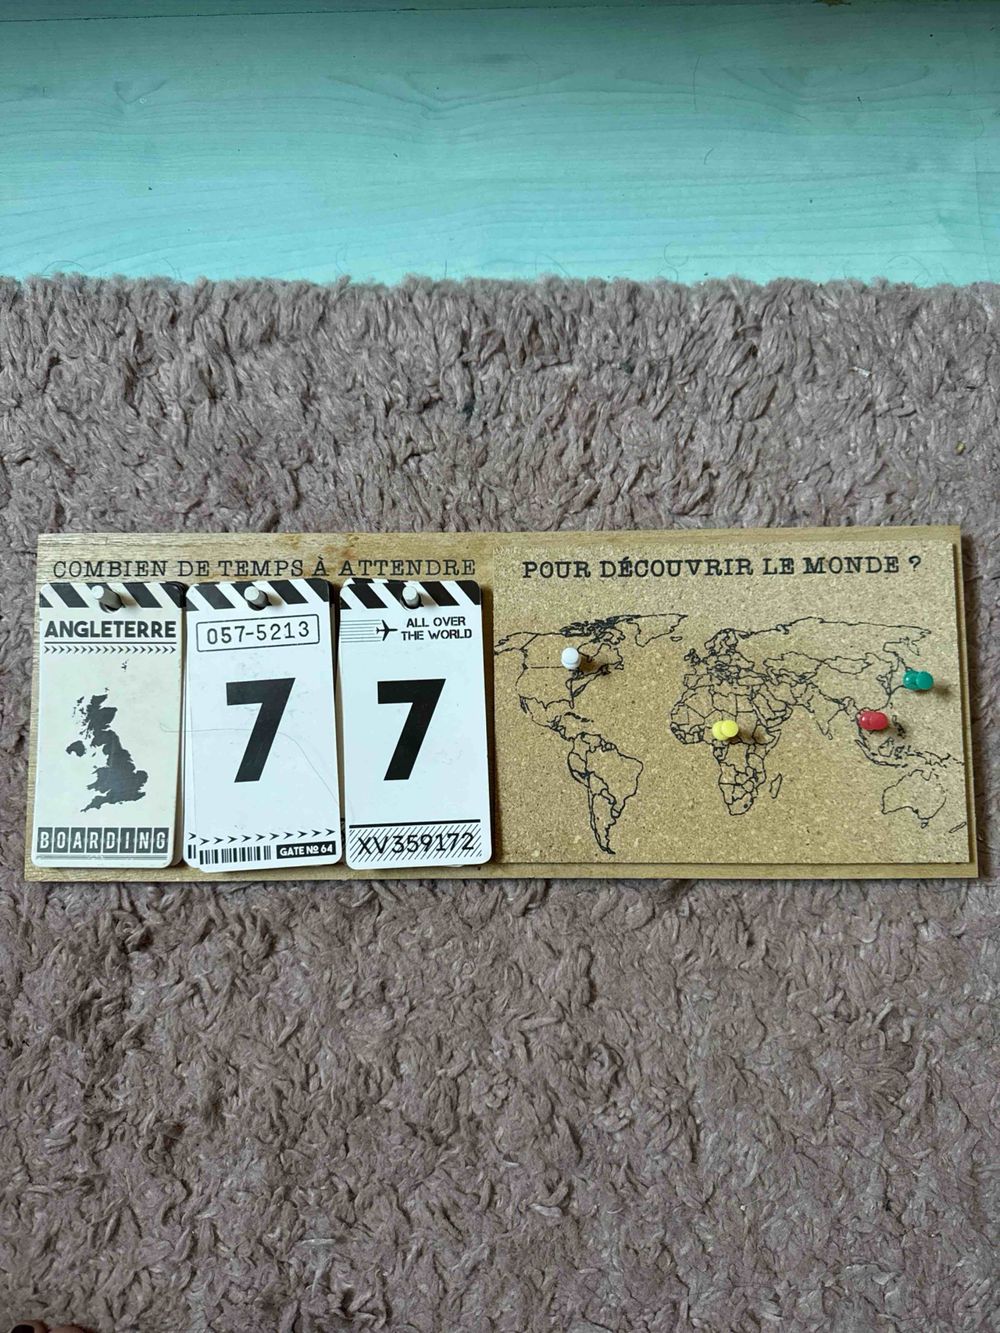 COMBIEN DE TEMPS À ATTENDRE
POUR DÉCOUVRIR LE MONDE ?
ANGLETERRE
BOARDING
057-5213
7
GATE Nº 64
ALL OVER
THE WORLD
7
XV359172